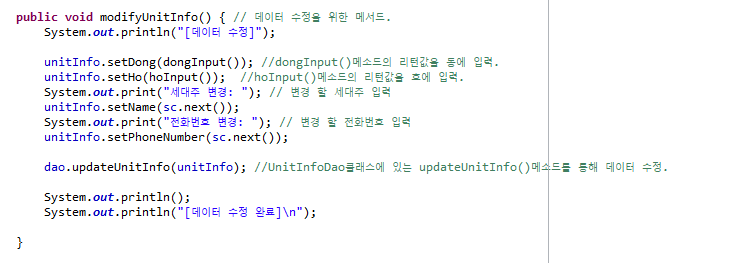 public void modifyUnitInfo() { // 데이터 수정을 위한 메서드.
System.out.println("[데이터 수정]");
unitInfo.setDong(dongInput()); //dongInput()메소드의 리턴값을 동에 입력.
unitInfo.setHo(hoInput());  //hoInput()메소드의 리턴값을 호에 입력.
System.out.print("세대주 변경: "); // 변경 할 세대주 입력
unitInfo.setName(sc.next());
System.out.print("전화번호 변경: "); // 변경 할 전화번호 입력
unitInfo.setPhoneNumber(sc.next());
dao.updateUnitInfo(unitInfo); //UnitInfoDao클래스에 있는 updateUnitInfo()메소드를 통해 데이터 수정.
System.out.println();
System.out.println("[데이터 수정 완료]\n");
}